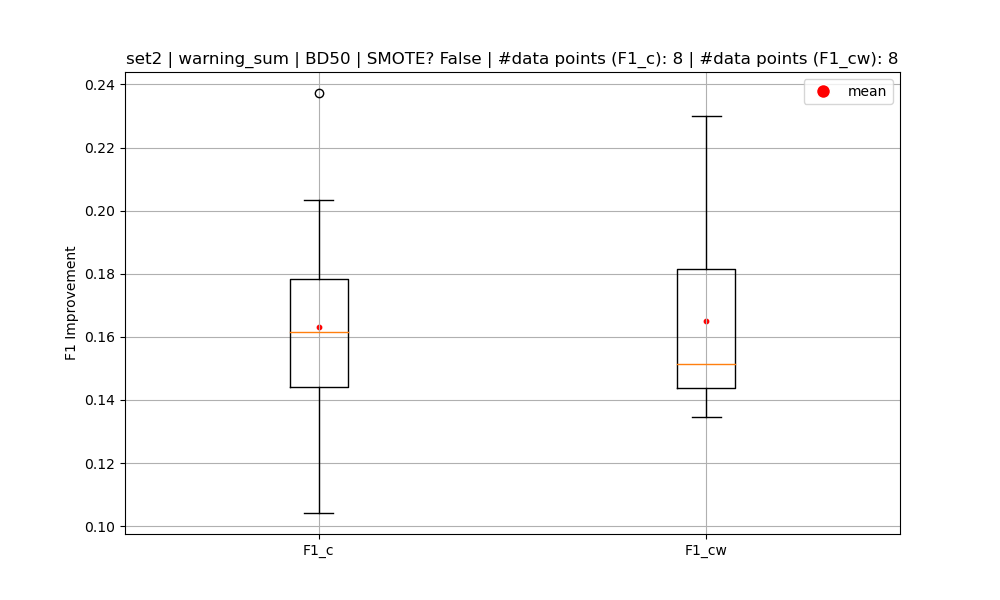 set2 | warning_sum | BD50 | SMOTE? False | #data points (F1_c): 8 | #data points (F1_cw): 8
mean
F1 Improvement
0.24
0.22
0.20
0.18
0.16
0.14
0.12
0.10
F1_c
F1_cw